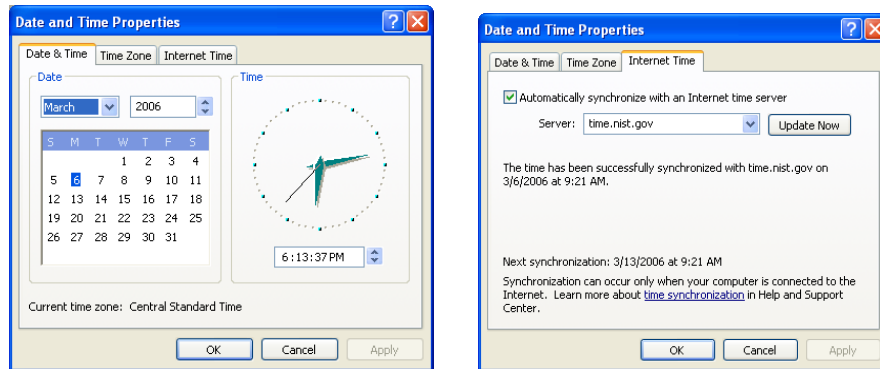 Date and Time Properties
Date & Time Time Zone Internet Time
Date
March 2006
S M T W T F S
1 2 3 4
5 6 7 8 9 10 11
12 13 14 15 16 17 18
19 20 21 22 23 24 25
26 27 28 29 30 31
Time
6:13:37 PM
Current time zone: Central Standard Time
OK Cancel Apply
Date and Time Properties
Date & Time Time Zone Internet Time
Automatically synchronize with an Internet time server
Server: time.nist.gov Update Now
The time has been successfully synchronized with time.nist.gov on
3/6/2006 at 9:21 AM.
Next synchronization: 3/13/2006 at 9:21 AM
Synchronization can occur only when your computer is connected to the
Internet. Learn more about time synchronization in Help and Support
Center.
OK Cancel Apply